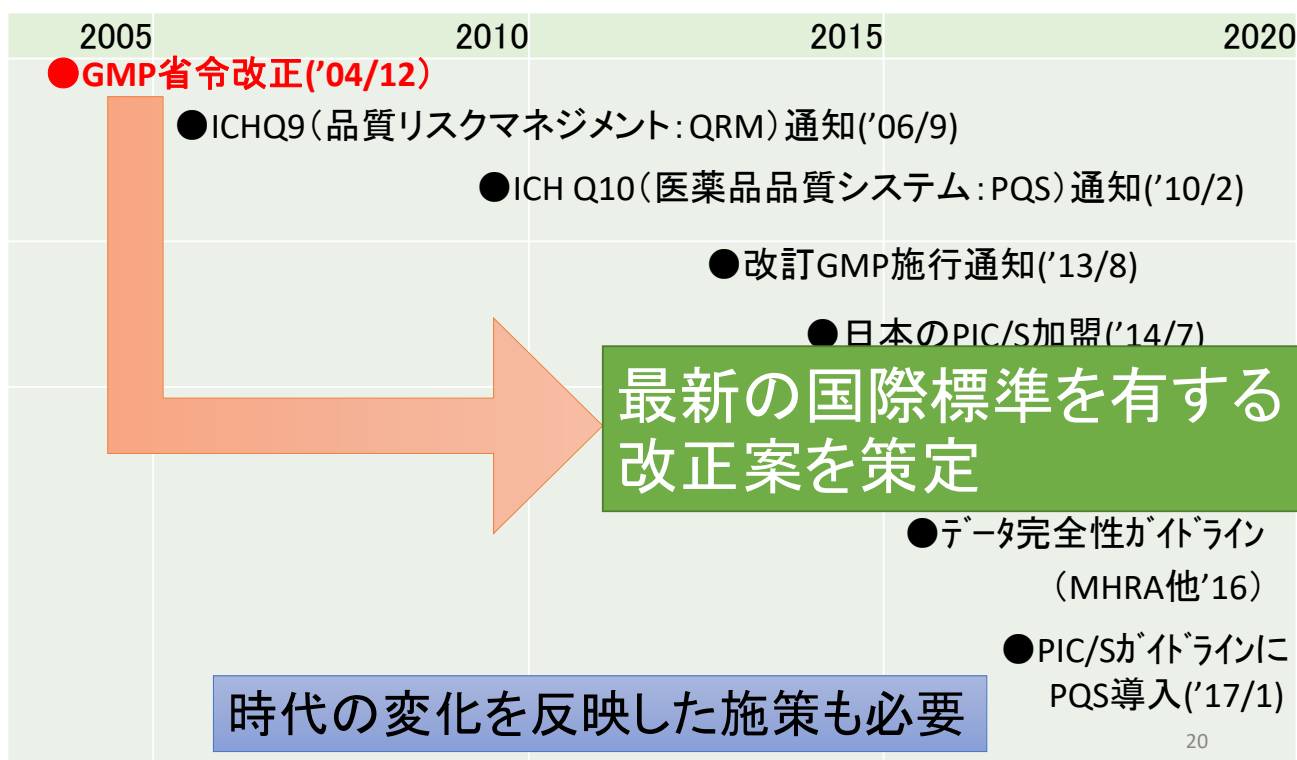 2005 2010 2015 2020
●GMP省令改正('04/12）
●ICHQ9（品質リスクマネジメント：QRM）通知('06/9)
●ICH Q10（医薬品品質システム：PQS）通知('10/2)
●改訂GMP施行通知('13/8)
●日本のPIC/S加盟('14/7)
最新の国際標準を有する
改正案を策定
●ﾃﾞｰﾀ完全性ｶﾞｲﾄﾞﾗｲﾝ
（MHRA他'16）
●PIC/Sｶﾞｲﾄﾞﾗｲﾝに
PQS導入('17/1)
時代の変化を反映した施策も必要
20